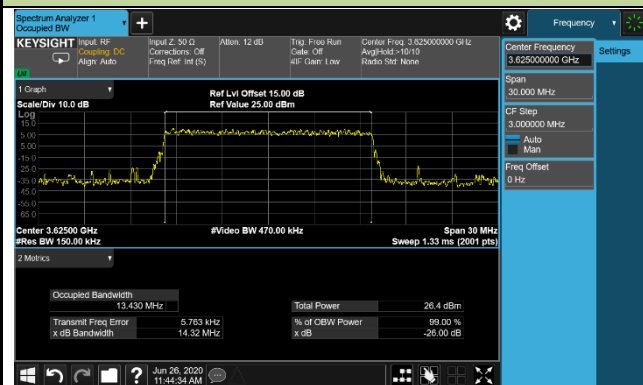 Spectrum Analyzer 1
Occupied BW
Frequency
KEYSIGHT
Input: RF
Coupling: DC
Align: Auto
Input Z: 50 Ω
Corrections: Off
Freq Ref: Int (S)
Atten: 12 dB
Trig: Free Run
Gate: Off
#IF Gain: Low
Center Freq: 3.625000000 GHz
Avg|Hold:>10/10
Radio Std: None
LXI
1 Graph
Scale/Div 10.0 dB
Ref Lvl Offset 15.00 dB
Ref Value 25.00 dBm
Log
15.0
5.00
-5.00
-15.0
-25.0
-35.0
-45.0
-55.0
-65.0
Center 3.62500 GHz
#Res BW 150.00 kHz
#Video BW 470.00 kHz
Span 30 MHz
Sweep 1.33 ms (2001 pts)
2 Metrics
Occupied Bandwidth
13.430 MHz
Total Power
26.4 dBm
Transmit Freq Error
5.763 kHz
% of OBW Power
99.00 %
x dB Bandwidth
14.32 MHz
x dB
-26.00 dB
Center Frequency
3.625000000 GHz
Settings
Span
30.000 MHz
CF Step
3.000000 MHz
Auto
Man
Freq Offset
0 Hz
Jun 26, 2020
11:44:34 AM